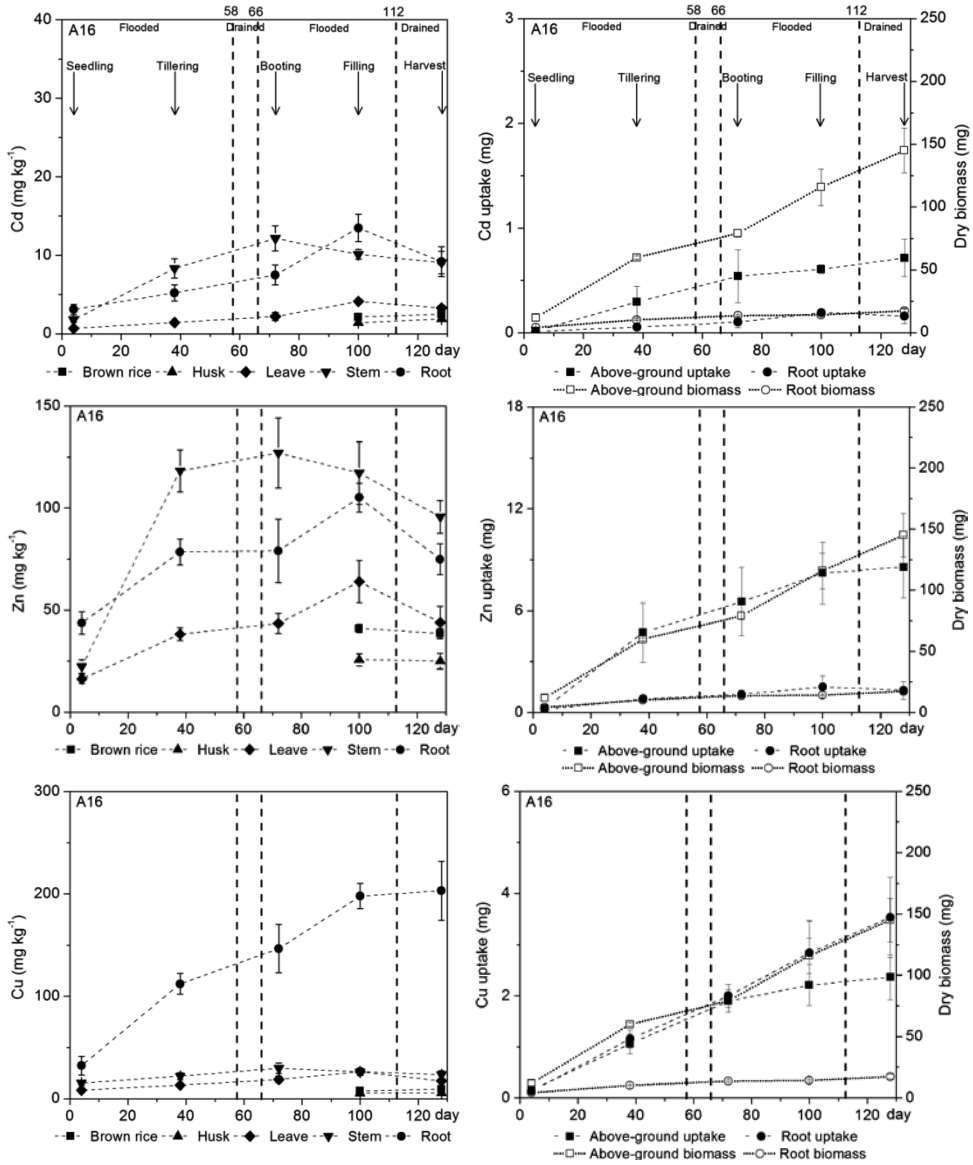 58 66 112
40
A16
Flooded Drained Flooded Drained
Seedling Tillering Booting Filling Harvest
30
20
10
0
Cd (mg kg⁻¹)
0 20 40 60 80 100 120 day
Brown rice Husk Leave Stem Root
58 66 112
3 250
A16
Flooded Drained Flooded Drained
Seedling Tillering Booting Filling Harvest
200
2
150
100
1
50
0 0
Cd uptake (mg)
Dry biomass (mg)
0 20 40 60 80 100 120 day
Above-ground uptake Root uptake
Above-ground biomass Root biomass
150
A16
100
50
0
Zn (mg kg⁻¹)
0 20 40 60 80 100 120 day
Brown rice Husk Leave Stem Root
18 250
A16
200
12
150
100
6
50
0 0
Zn uptake (mg)
Dry biomass (mg)
0 20 40 60 80 100 120 day
Above-ground uptake Root uptake
Above-ground biomass Root biomass
300
A16
200
100
0
Cu (mg kg⁻¹)
0 20 40 60 80 100 120 day
Brown rice Husk Leave Stem Root
6 250
A16
200
4
150
100
2
50
0 0
Cu uptake (mg)
Dry biomass (mg)
0 20 40 60 80 100 120 day
Above-ground uptake Root uptake
Above-ground biomass Root biomass